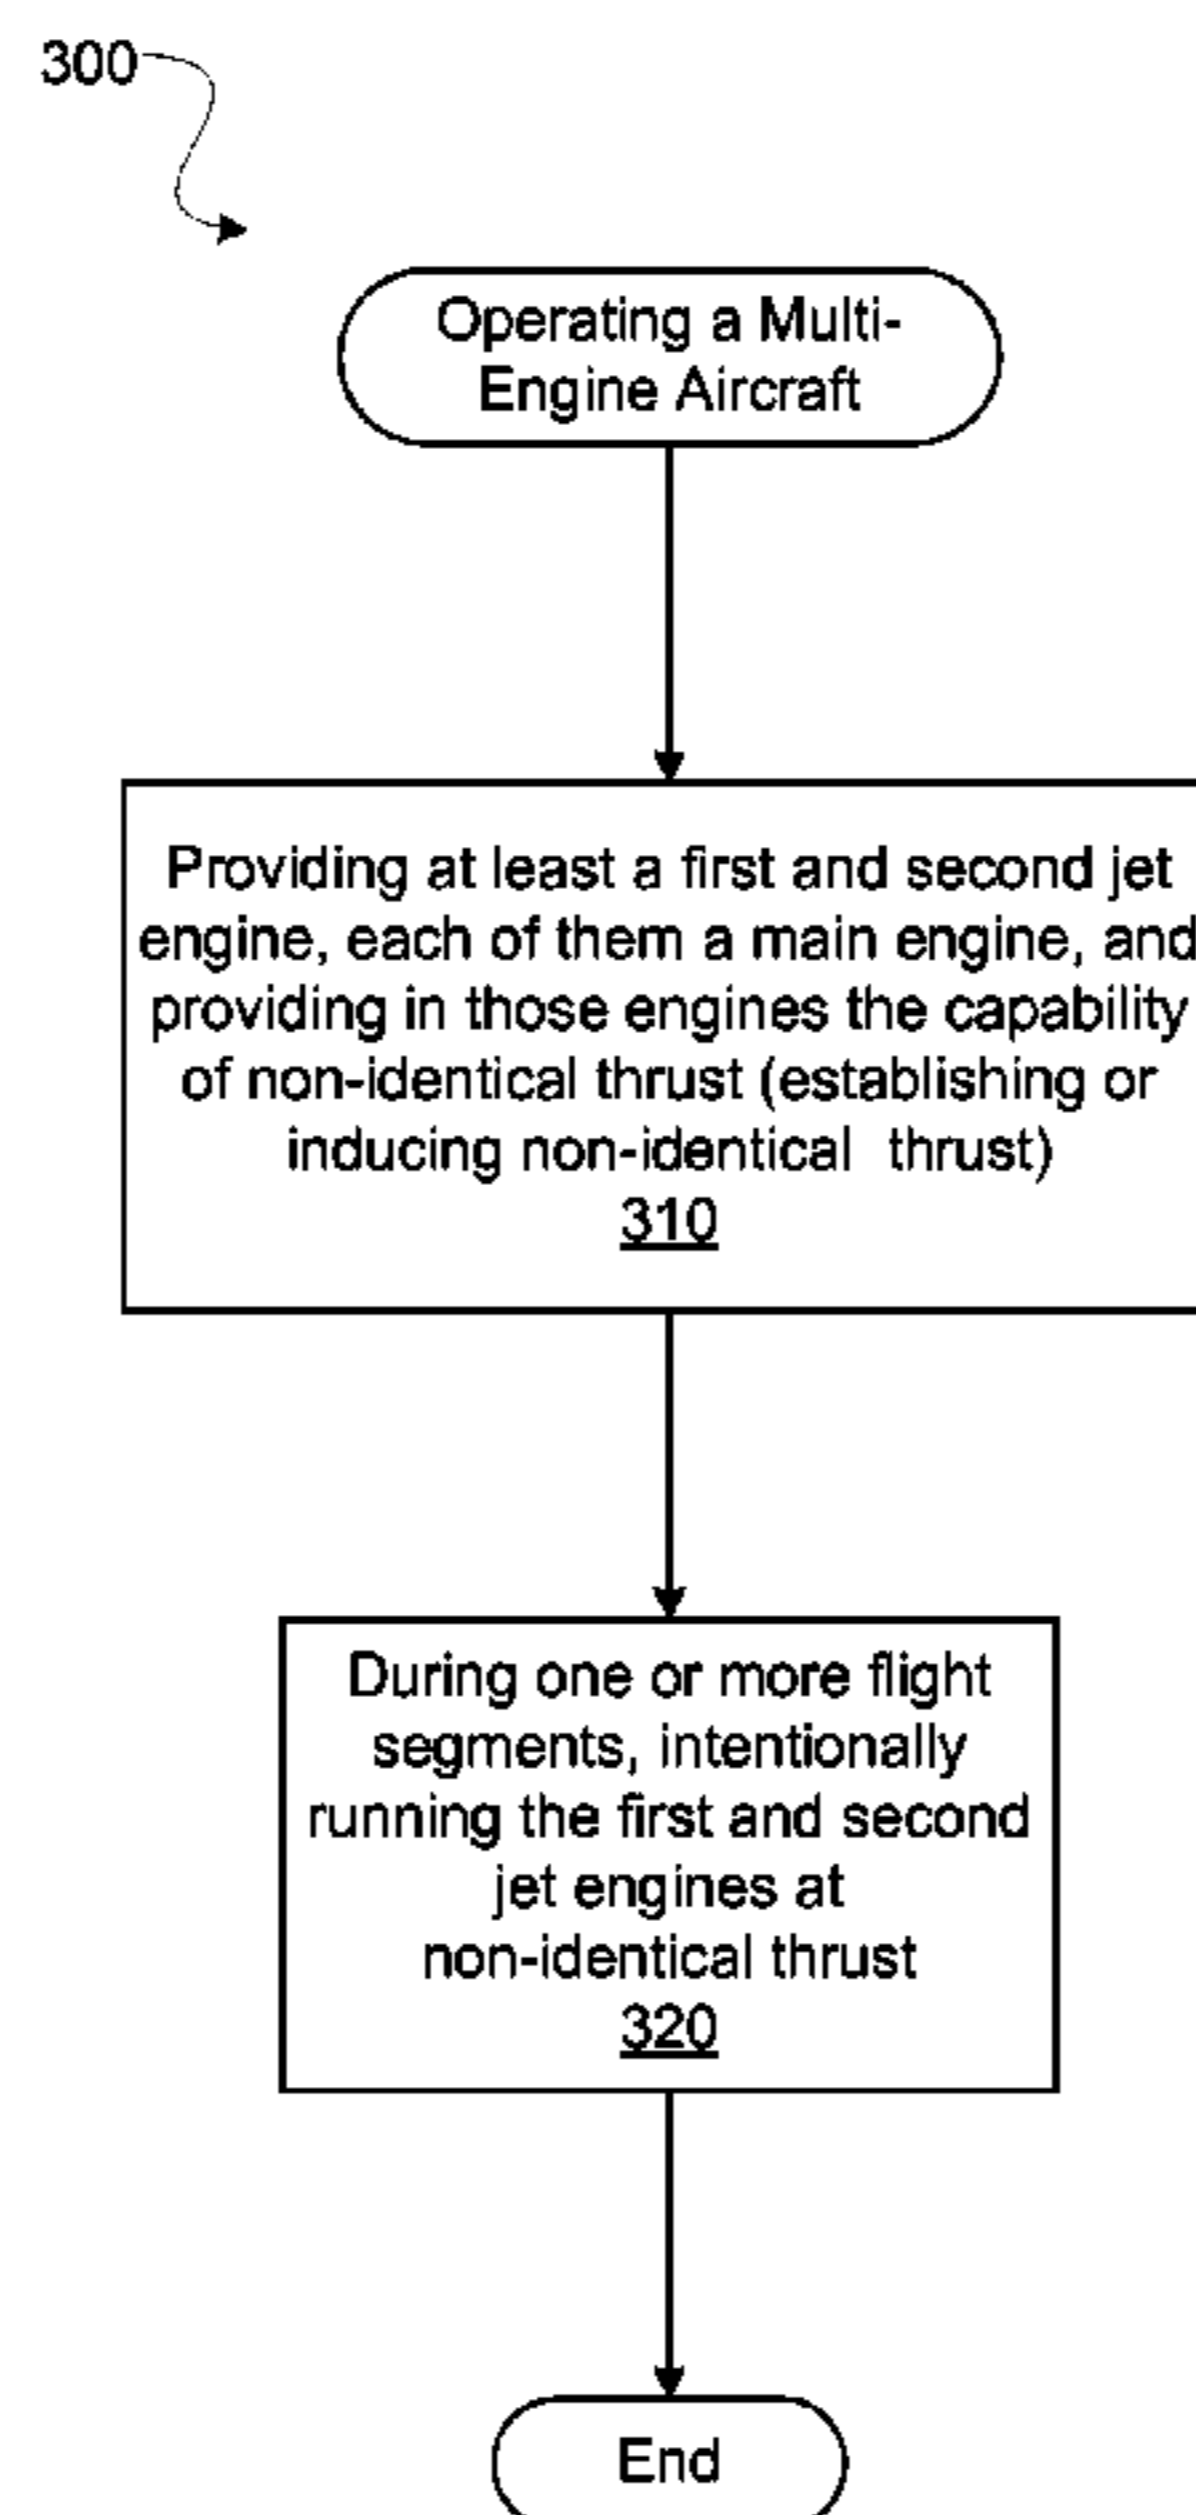 300
Operating a Multi-
Engine Aircraft
Providing at least a first and second jet
engine, each of them a main engine, and
providing in those engines the capability
of non-identical thrust (establishing or
inducing non-identical thrust)
310
During one or more flight
segments, intentionally
running the first and second
jet engines at
non-identical thrust
320
End